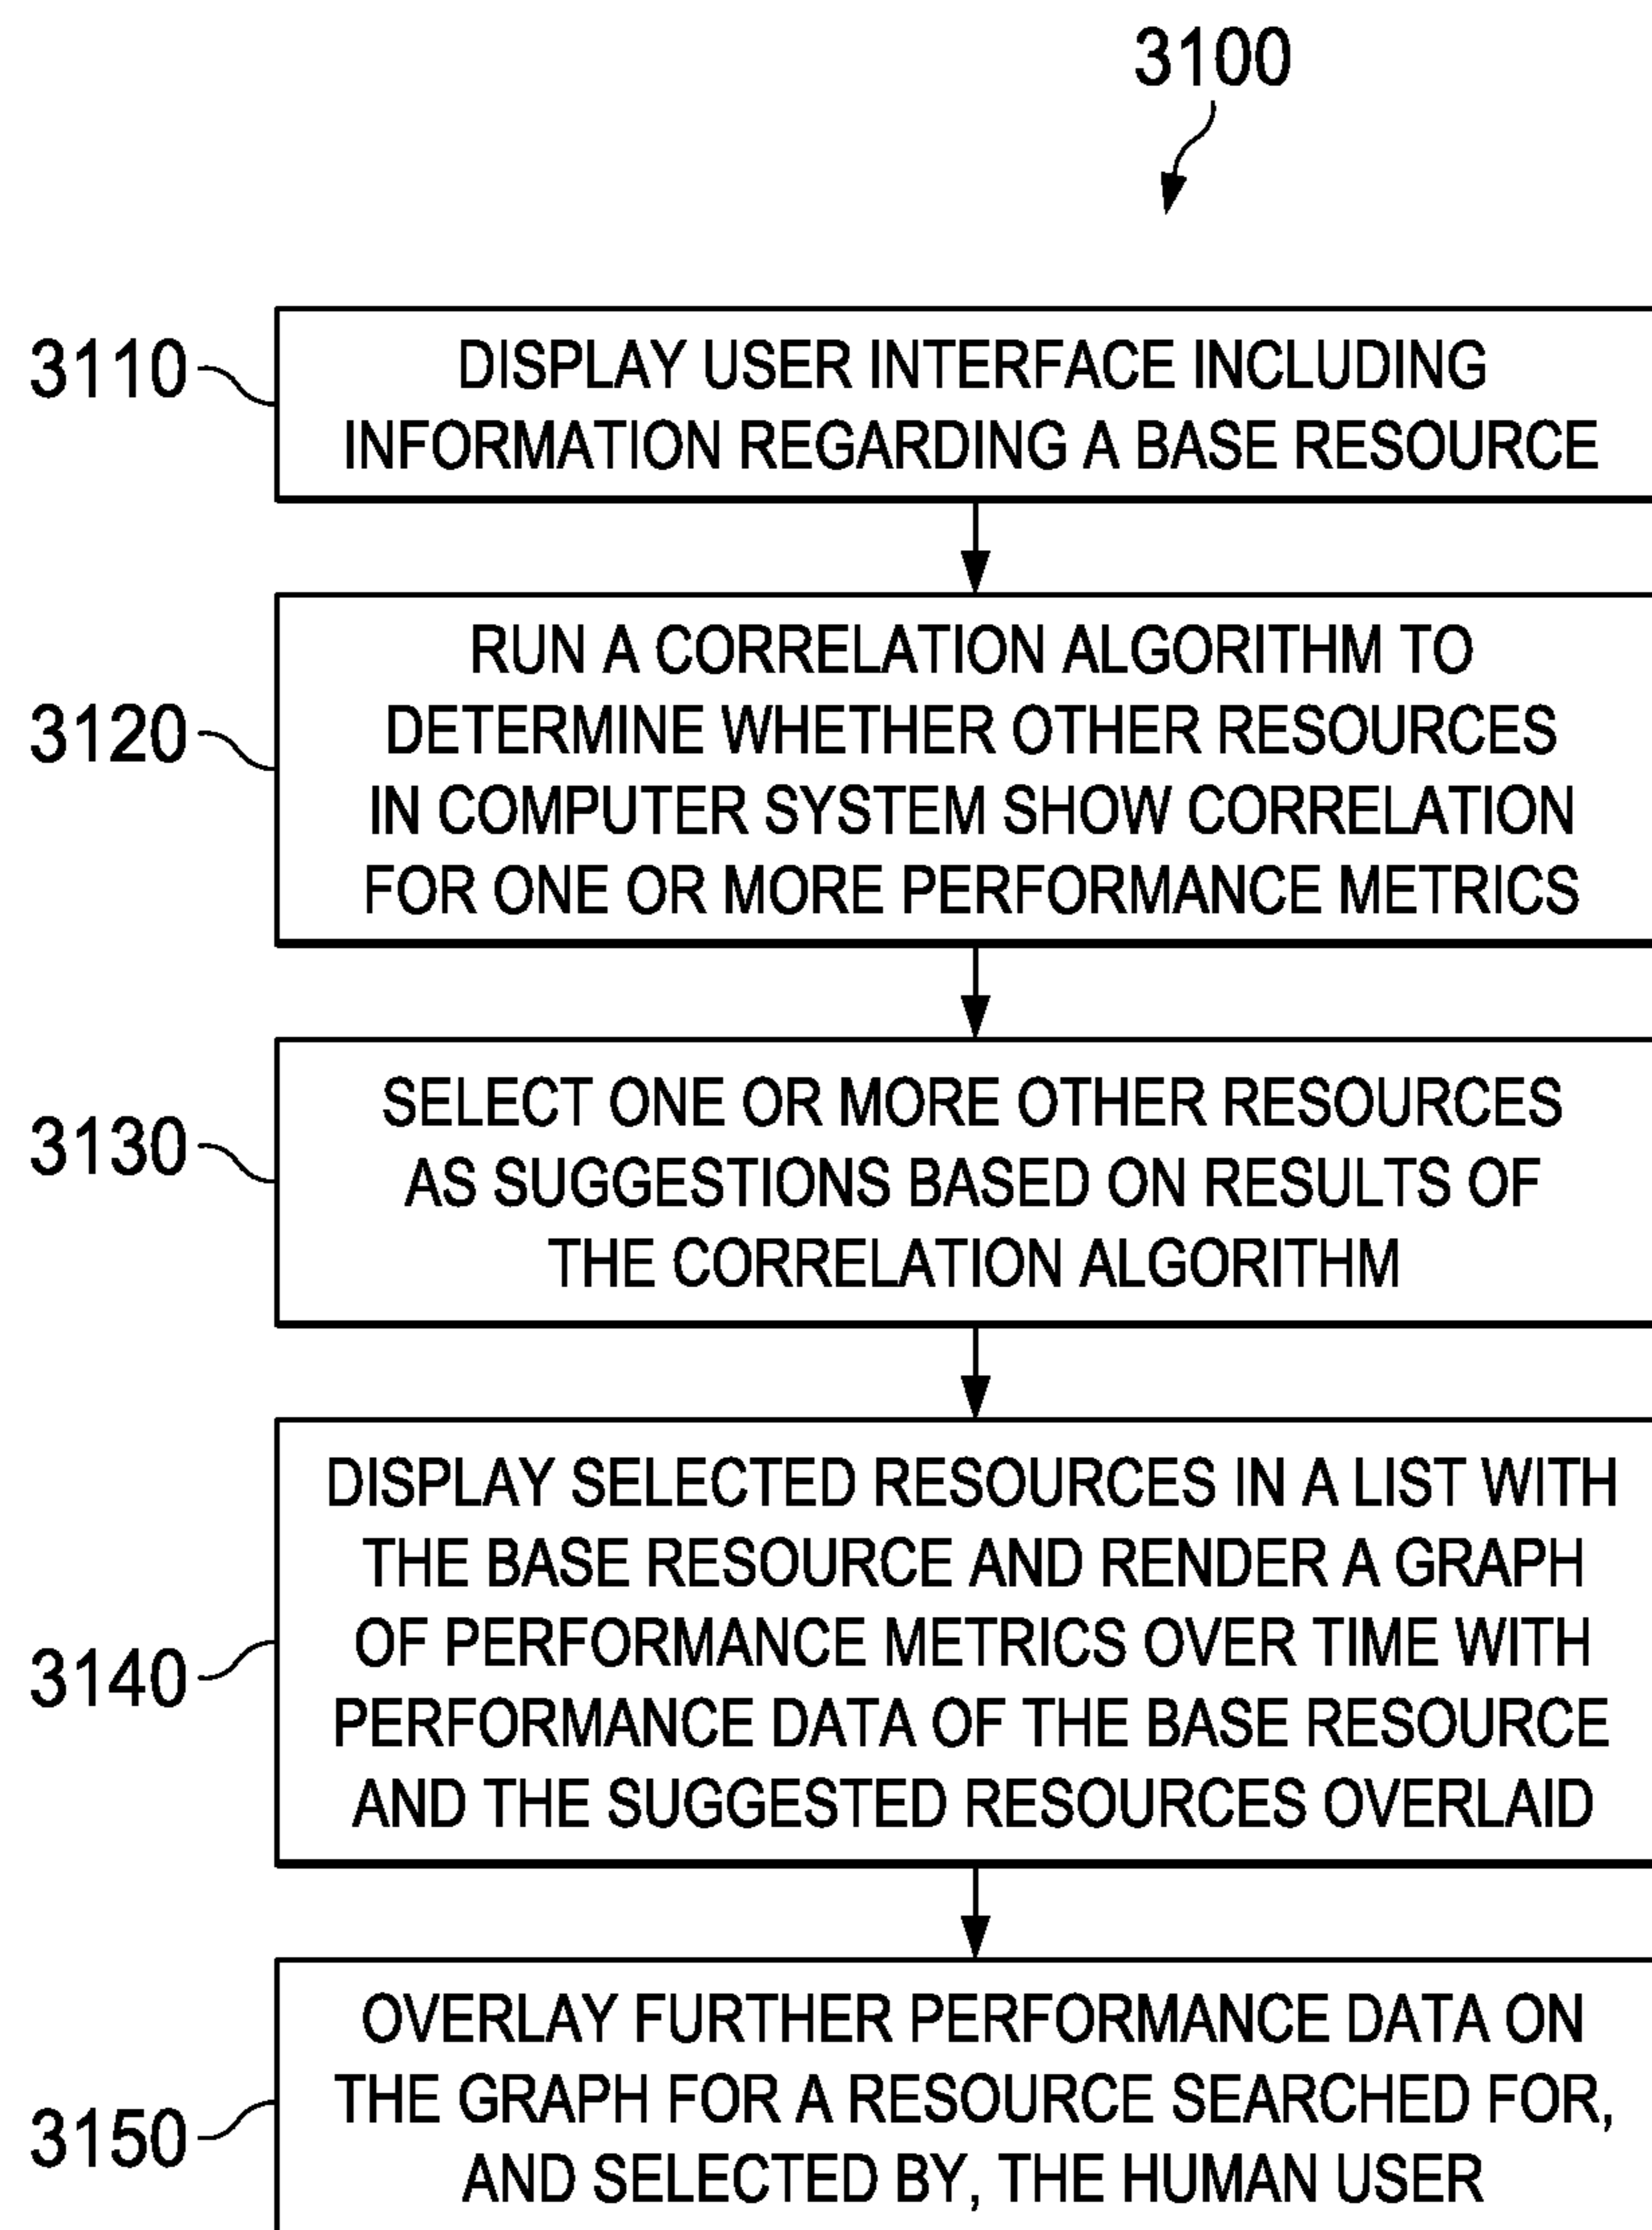 3100
3110
DISPLAY USER INTERFACE INCLUDING
INFORMATION REGARDING A BASE RESOURCE
3120
RUN A CORRELATION ALGORITHM TO
DETERMINE WHETHER OTHER RESOURCES
IN COMPUTER SYSTEM SHOW CORRELATION
FOR ONE OR MORE PERFORMANCE METRICS
3130
SELECT ONE OR MORE OTHER RESOURCES
AS SUGGESTIONS BASED ON RESULTS OF
THE CORRELATION ALGORITHM
3140
DISPLAY SELECTED RESOURCES IN A LIST WITH
THE BASE RESOURCE AND RENDER A GRAPH
OF PERFORMANCE METRICS OVER TIME WITH
PERFORMANCE DATA OF THE BASE RESOURCE
AND THE SUGGESTED RESOURCES OVERLAID
3150
OVERLAY FURTHER PERFORMANCE DATA ON
THE GRAPH FOR A RESOURCE SEARCHED FOR,
AND SELECTED BY, THE HUMAN USER